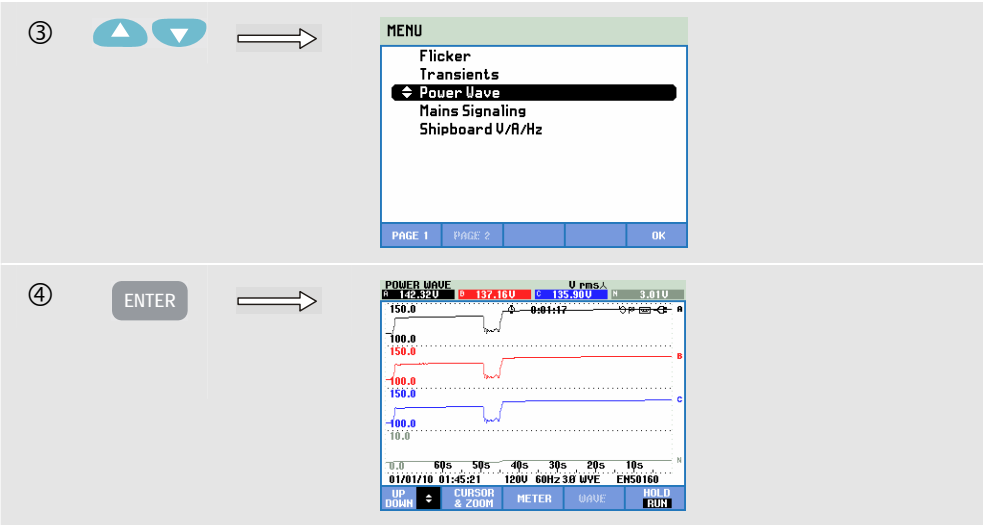 ③
MENU
Flicker
Transients
Power Wave
Mains Signaling
Shipboard V/A/Hz
PAGE 1 PAGE 2 OK
④ ENTER
POWER WAVE V rms
A 142.32V B 137.16V C 135.90V N 3.01V
150.0 0:01:17 A
100.0
150.0 B
100.0
150.0 C
100.0
10.0
0.0 60s 50s 40s 30s 20s 10s N
01/01/10 01:45:21 120V 60Hz 3Ø WYE EN50160
UP DOWN CURSOR & ZOOM METER WAVE HOLD RUN